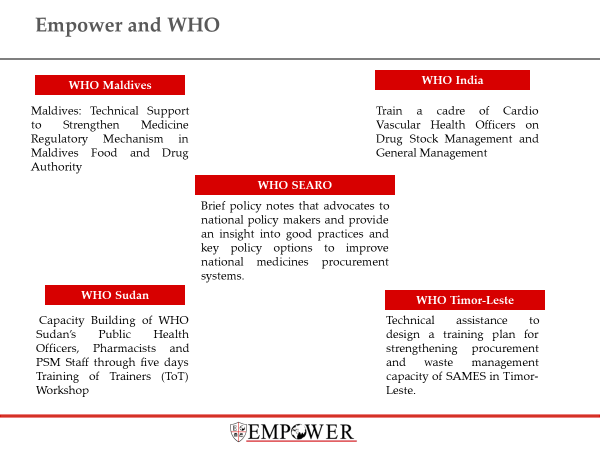 Empower and WHO
WHO Maldives
Maldives: Technical Support
to Strengthen Medicine
Regulatory Mechanism in
Maldives Food and Drug
Authority
WHO India
Train a cadre of Cardio
Vascular Health Officers on
Drug Stock Management and
General Management
WHO SEARO
Brief policy notes that advocates to
national policy makers and provide
an insight into good practices and
key policy options to improve
national medicines procurement
systems.
WHO Sudan
Capacity Building of WHO
Sudan's Public Health
Officers, Pharmacists and
PSM Staff through five days
Training of Trainers (ToT)
Workshop
WHO Timor-Leste
Technical assistance to
design a training plan for
strengthening procurement
and waste management
capacity of SAMES in Timor-
Leste.
EMPOWER